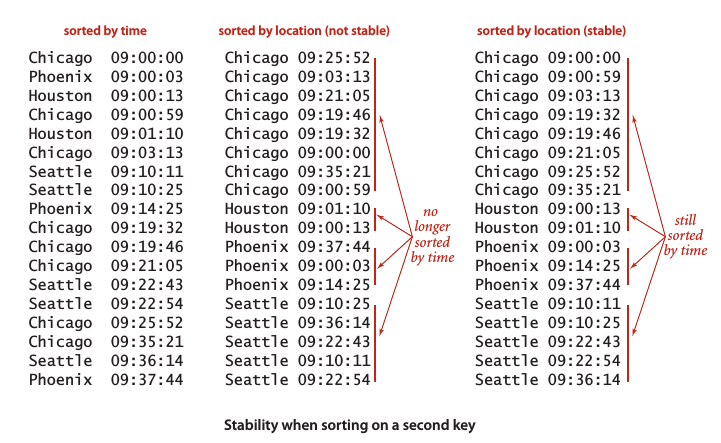 sorted by time
Chicago 09:00:00
Phoenix 09:00:03
Houston 09:00:13
Chicago 09:00:59
Houston 09:01:10
Chicago 09:03:13
Seattle 09:10:11
Seattle 09:10:25
Phoenix 09:14:25
Chicago 09:19:32
Chicago 09:19:46
Chicago 09:21:05
Seattle 09:22:43
Seattle 09:22:54
Chicago 09:25:52
Chicago 09:35:21
Seattle 09:36:14
Phoenix 09:37:44
sorted by location (not stable)
Chicago 09:25:52
Chicago 09:03:13
Chicago 09:21:05
Chicago 09:19:46
Chicago 09:19:32
Chicago 09:00:00
Chicago 09:35:21
Chicago 09:00:59
Houston 09:01:10
Houston 09:00:13
Phoenix 09:37:44
Phoenix 09:00:03
Phoenix 09:14:25
Seattle 09:10:25
Seattle 09:36:14
Seattle 09:22:43
Seattle 09:10:11
Seattle 09:22:54
no
longer
sorted
by time
sorted by location (stable)
Chicago 09:00:00
Chicago 09:00:59
Chicago 09:03:13
Chicago 09:19:32
Chicago 09:19:46
Chicago 09:21:05
Chicago 09:25:52
Chicago 09:35:21
Houston 09:00:13
Houston 09:01:10
Phoenix 09:00:03
Phoenix 09:14:25
Phoenix 09:37:44
Seattle 09:10:11
Seattle 09:10:25
Seattle 09:22:43
Seattle 09:22:54
Seattle 09:36:14
still
sorted
by time
Stability when sorting on a second key